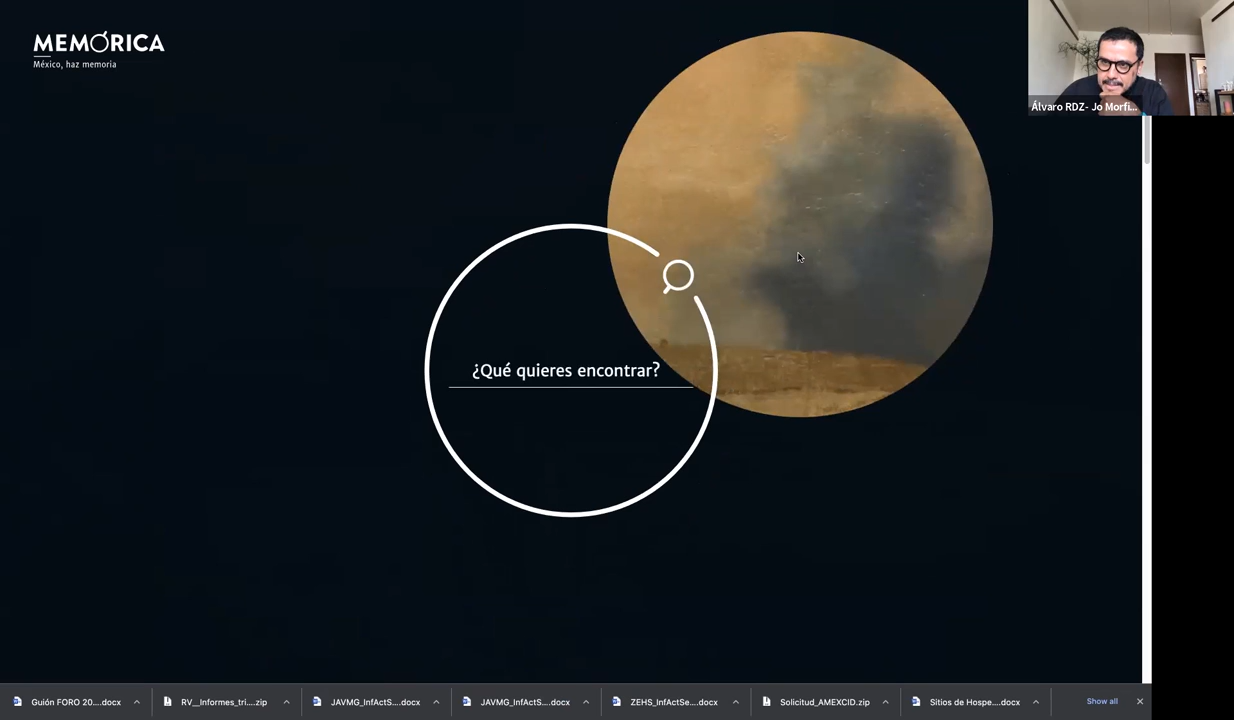 MEMÓRICA
México, haz memoria
Álvaro RDZ- Jo Morfi...
¿Qué quieres encontrar?
Guión FORO 20....docx
RV__Informes_tri....zip
JAVMG_InfActS....docx
JAVMG_InfActS....docx
ZEHS_InfActSe....docx
Solicitud_AMEXCID.zip
Sitios de Hospe....docx
Show all